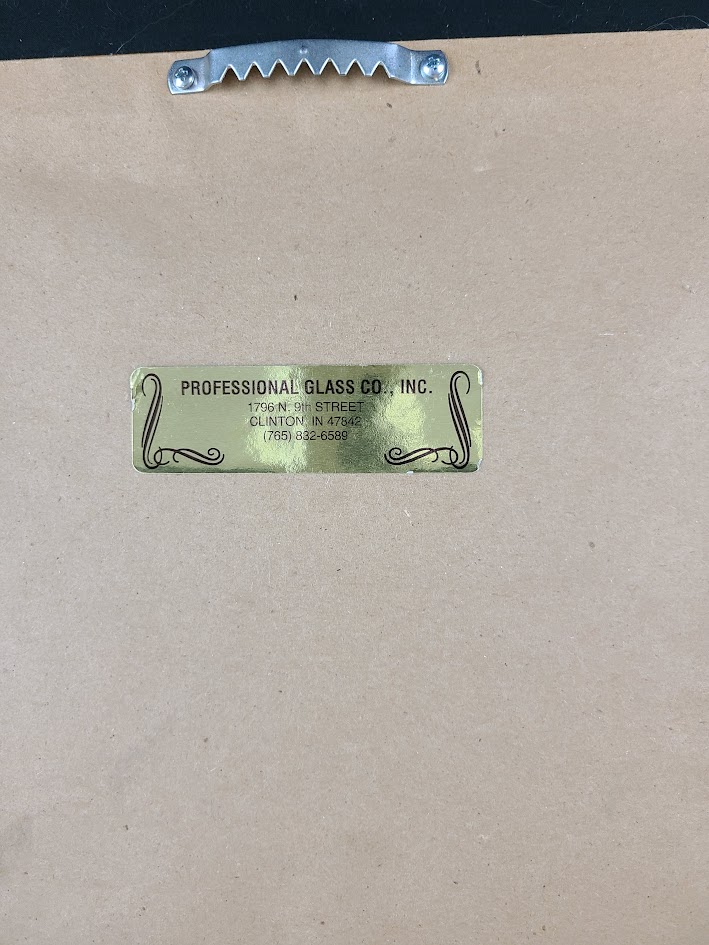 PROFESSIONAL GLASS CO., INC.
1796 N. 9th STREET
CLINTON, IN 47842
(765) 832-6589